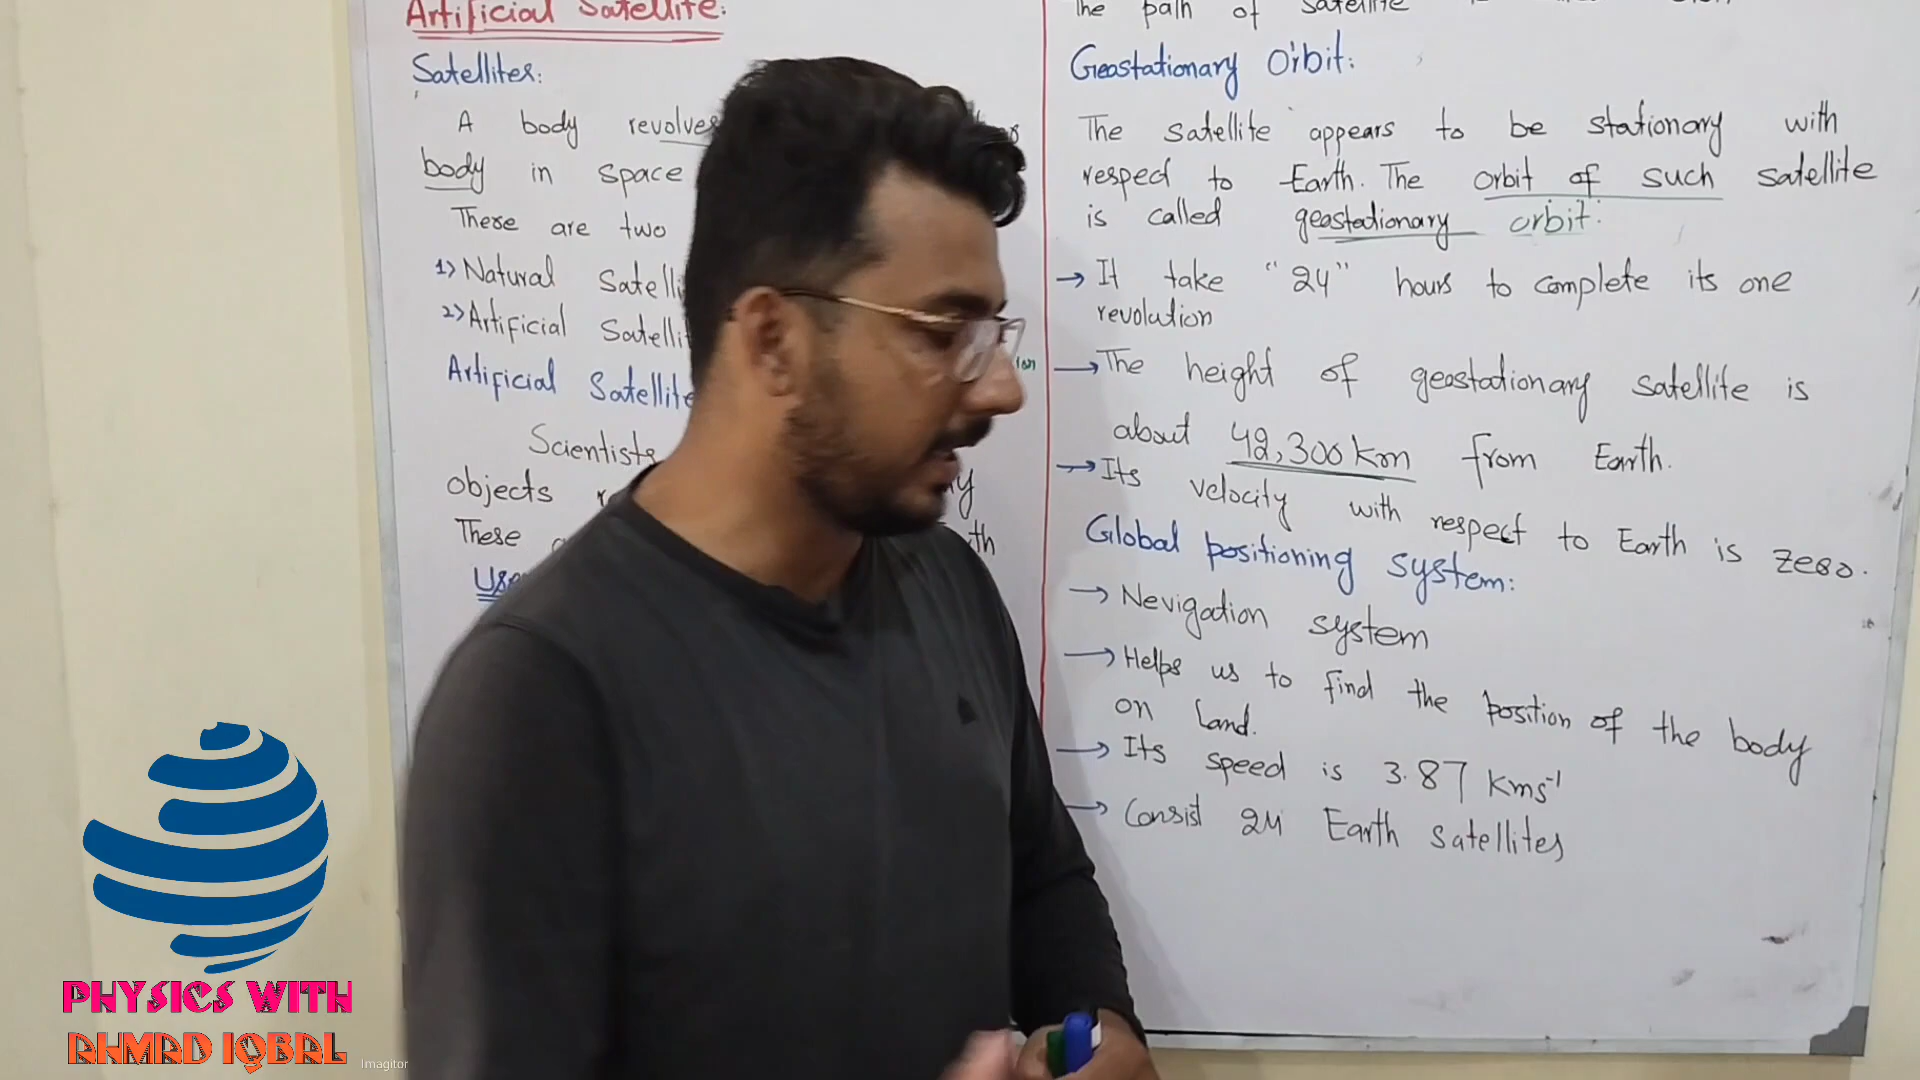 Artificial Satellite:
Satellites:
A body revolves
body in space
These are two
1) Natural Satelli
2) Artificial Satellit
Artificial Satellite
Scientists
objects
These
Use
The path of satellite
Geostationary Orbit:
The satellite appears to be stationary with
respect to Earth. The orbit of such satellite
is called geostationary orbit.
→ It take "24" hours to complete its one
revolution
→ The height of geostationary satellite is
about 42,300 km from Earth.
→ Its velocity with respect to Earth is zero.
Global positioning system:
→ Nevigation system
→ Helps us to find the position of the body
on land.
→ Its speed is 3.87 kms⁻¹
→ Consist 24 Earth satellites
PHYSICS WITH
AHMAD IQBAL
Imagitor